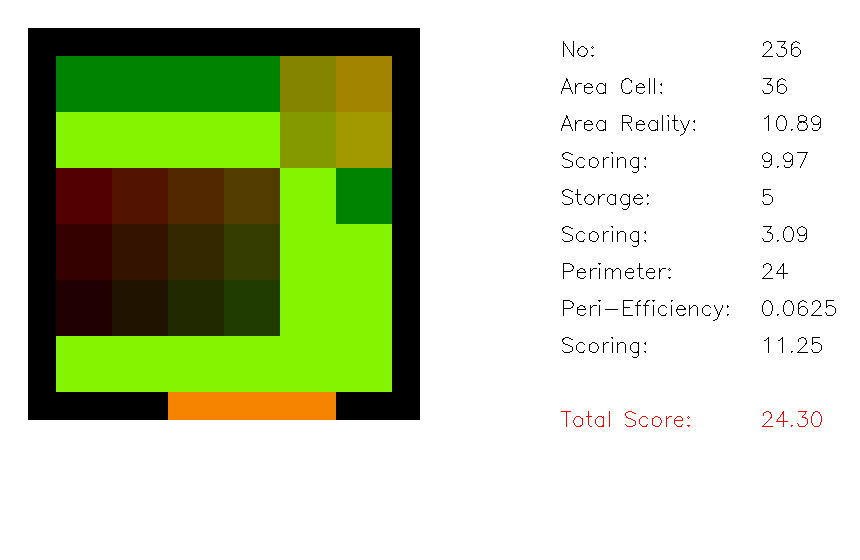 No: 236
Area Cell: 36
Area Reality: 10.89
Scoring: 9.97
Storage: 5
Scoring: 3.09
Perimeter: 24
Peri-Efficiency: 0.0625
Scoring: 11.25
Total Score: 24.30